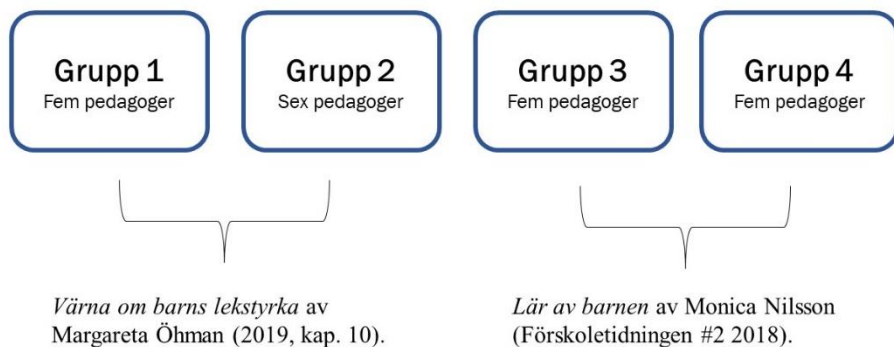 Grupp 1
Fem pedagoger
Grupp 2
Sex pedagoger
Grupp 3
Fem pedagoger
Grupp 4
Fem pedagoger
Värna om barns lekstyrka av
Margareta Öhman (2019, kap. 10).
Lär av barnen av Monica Nilsson
(Förskoletidningen #2 2018).